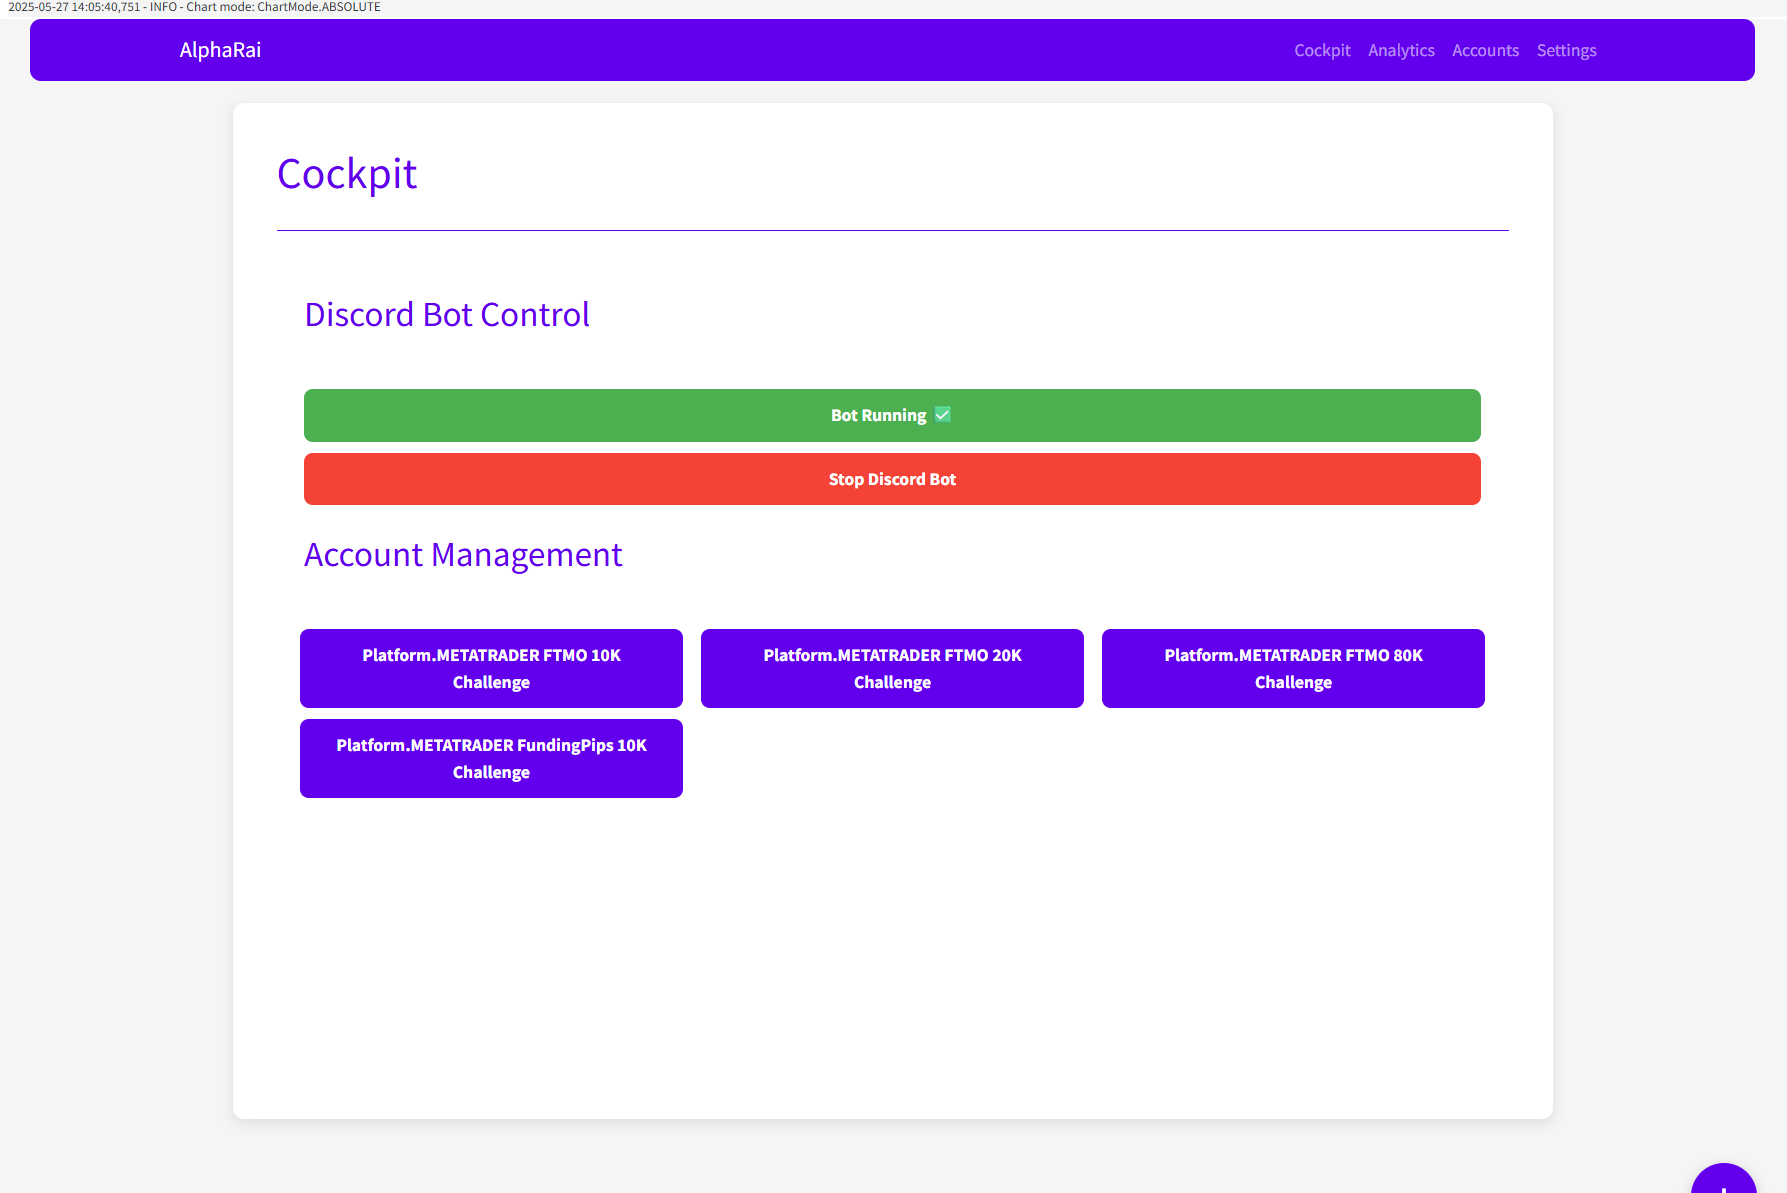 2025-05-27 14:05:40,751 - INFO - Chart mode: ChartMode.ABSOLUTE
AlphaRai
Cockpit Analytics Accounts Settings
Cockpit
Discord Bot Control
Bot Running ✅
Stop Discord Bot
Account Management
Platform.METATRADER FTMO 10K
Challenge
Platform.METATRADER FTMO 20K
Challenge
Platform.METATRADER FTMO 80K
Challenge
Platform.METATRADER FundingPips 10K
Challenge